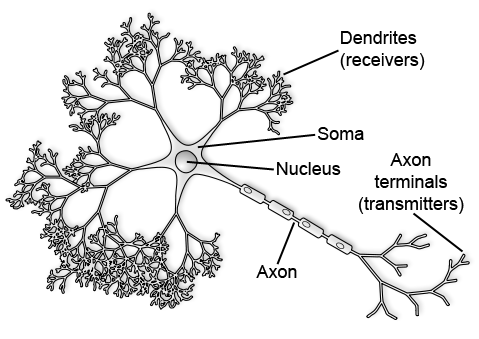 Dendrites
(receivers)
Soma
Nucleus
Axon
terminals
(transmitters)
Axon